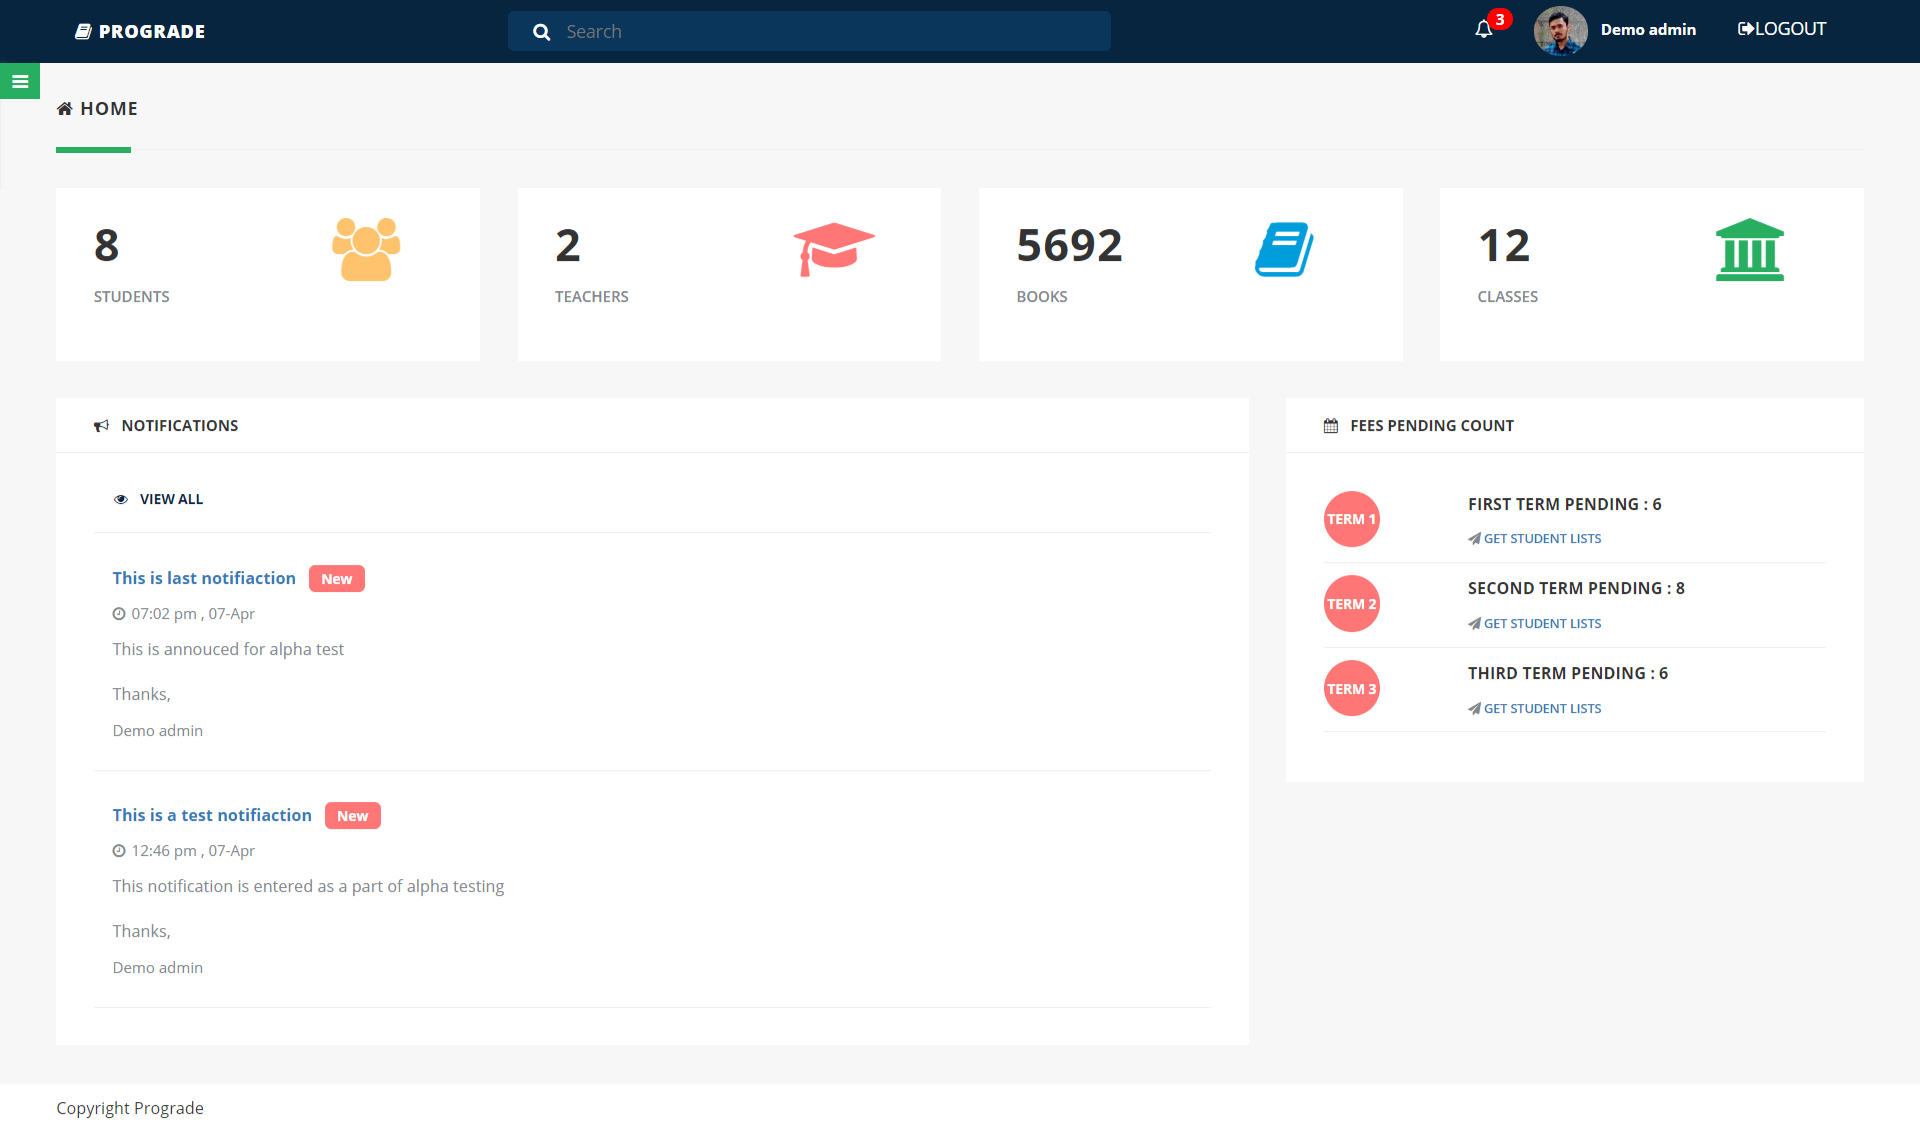 PROGRADE
Search
3
Demo admin
LOGOUT
HOME
8
STUDENTS
2
TEACHERS
5692
BOOKS
12
CLASSES
NOTIFICATIONS
VIEW ALL
This is last notifiaction New
07:02 pm , 07-Apr
This is annouced for alpha test
Thanks,
Demo admin
This is a test notifiaction New
12:46 pm , 07-Apr
This notification is entered as a part of alpha testing
Thanks,
Demo admin
FEES PENDING COUNT
TERM 1
FIRST TERM PENDING : 6
GET STUDENT LISTS
TERM 2
SECOND TERM PENDING : 8
GET STUDENT LISTS
TERM 3
THIRD TERM PENDING : 6
GET STUDENT LISTS
Copyright Prograde